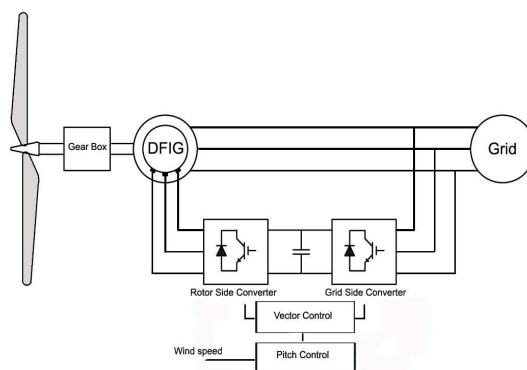 Gear Box
DFIG
Grid
Rotor Side Converter
Grid Side Converter
Vector Control
Wind speed
Pitch Control